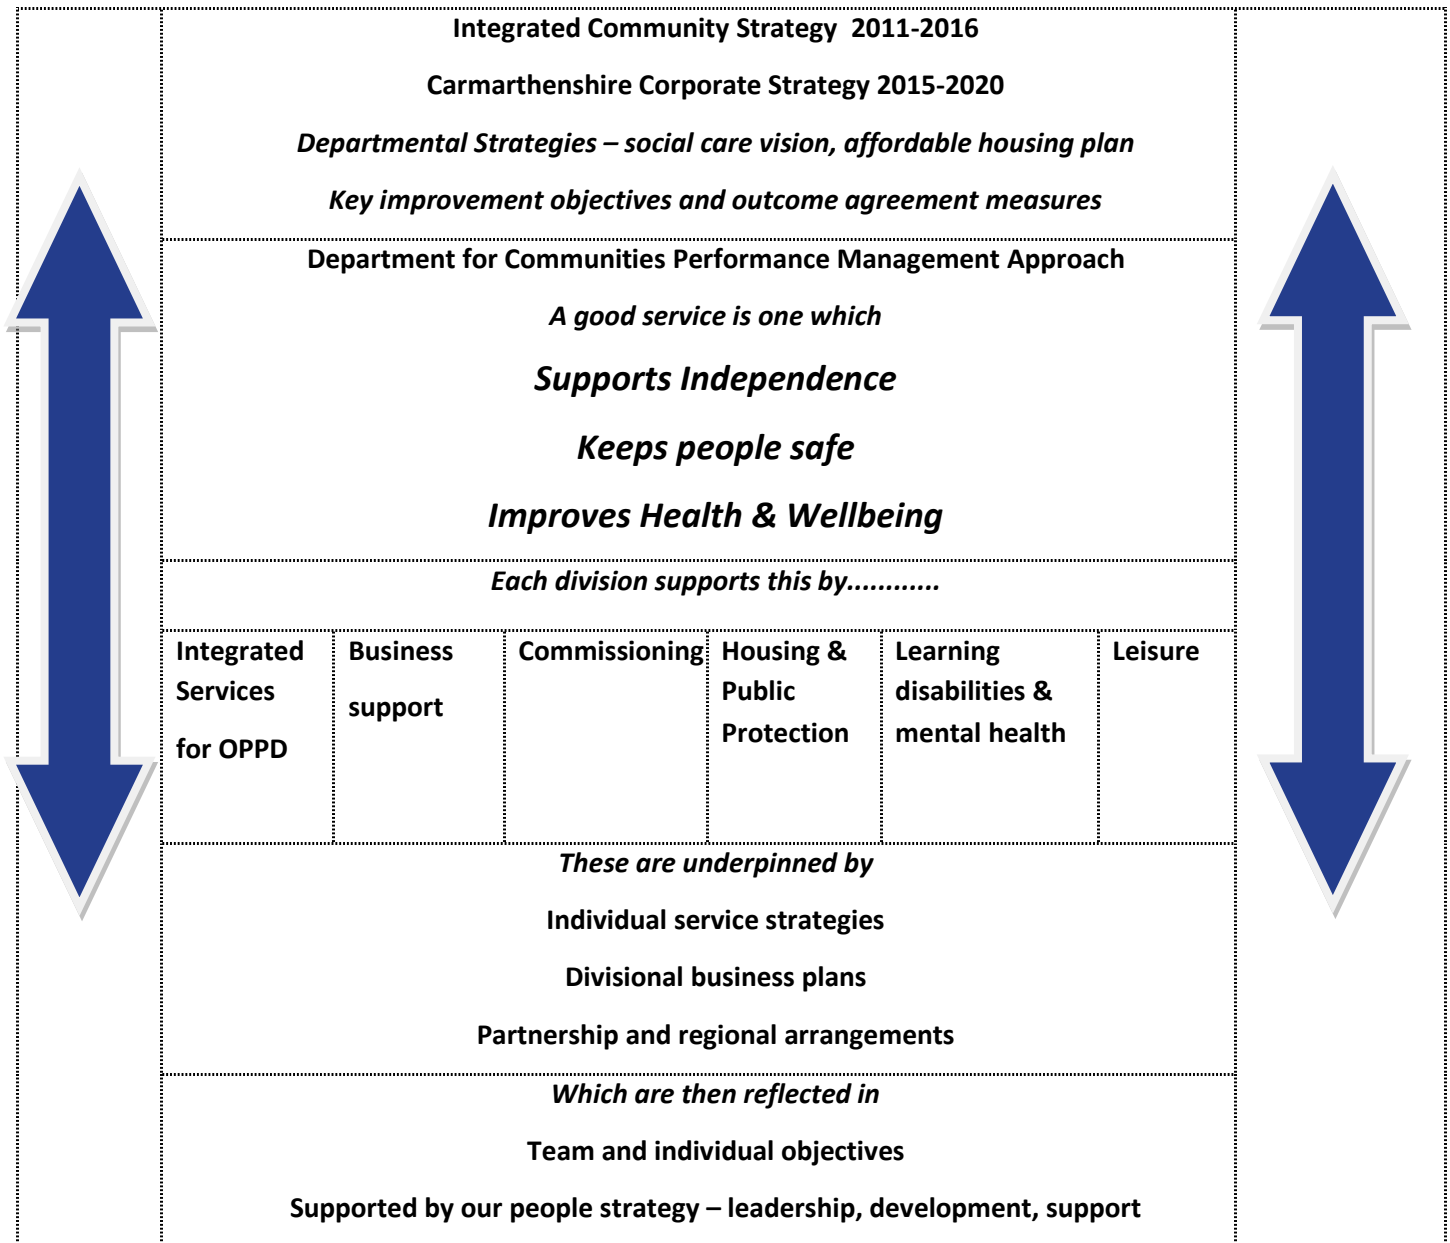 Integrated Community Strategy 2011-2016
Carmarthenshire Corporate Strategy 2015-2020
Departmental Strategies – social care vision, affordable housing plan
Key improvement objectives and outcome agreement measures
Department for Communities Performance Management Approach
A good service is one which
Supports Independence
Keeps people safe
Improves Health & Wellbeing
Each division supports this by............
Integrated
Services
for OPPD
Business
support
Commissioning
Housing &
Public
Protection
Learning
disabilities &
mental health
Leisure
These are underpinned by
Individual service strategies
Divisional business plans
Partnership and regional arrangements
Which are then reflected in
Team and individual objectives
Supported by our people strategy – leadership, development, support